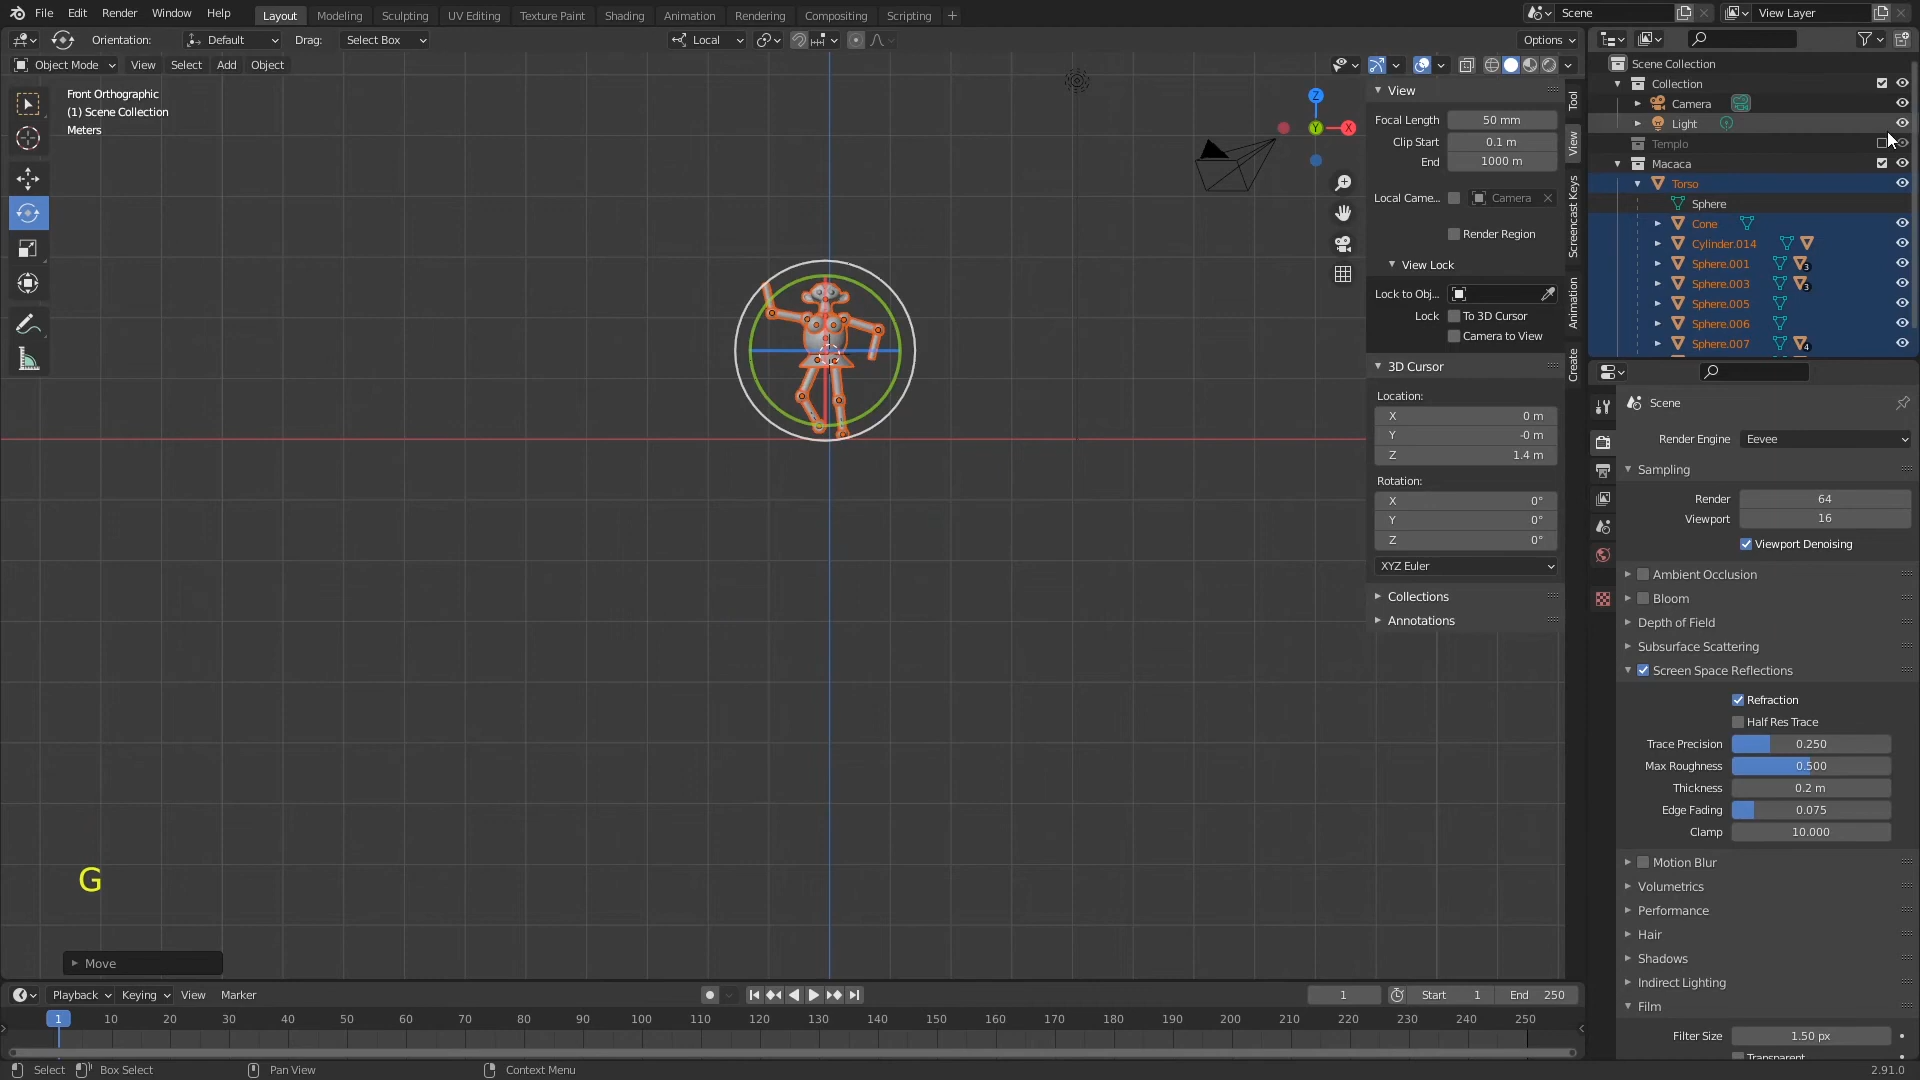 File Edit Render Window Help Layout Modeling Sculpting UV Editing Texture Paint Shading Animation Rendering Compositing Scripting + Scene View Layer
Orientation: Default Drag: Select Box Local Options
Object Mode View Select Add Object
Front Orthographic
(1) Scene Collection
Meters
Z
Y
X
View
Focal Length 50 mm
Clip Start 0.1 m
End 1000 m
Local Came... Camera
Render Region
View Lock
Lock to Obj...
Lock To 3D Cursor
Camera to View
3D Cursor
Location:
X 0 m
Y -0 m
Z 1.4 m
Rotation:
X 0°
Y 0°
Z 0°
XYZ Euler
Collections
Annotations
Tool
View
Screencast Keys
Animation
Create
Scene Collection
Collection
Camera
Light
Templo
Macaca
Torso
Sphere
Cone
Cylinder.014
Sphere.001 3
Sphere.003 3
Sphere.005
Sphere.006
Sphere.007 4
Scene
Render Engine Eevee
Sampling
Render 64
Viewport 16
Viewport Denoising
Ambient Occlusion
Bloom
Depth of Field
Subsurface Scattering
Screen Space Reflections
Refraction
Half Res Trace
Trace Precision 0.250
Max Roughness 0.500
Thickness 0.2 m
Edge Fading 0.075
Clamp 10.000
Motion Blur
Volumetrics
Performance
Hair
Shadows
Indirect Lighting
Film
Filter Size 1.50 px
Transparent
G
Move
Playback Keying View Marker 1 Start 1 End 250
1 10 20 30 40 50 60 70 80 90 100 110 120 130 140 150 160 170 180 190 200 210 220 230 240 250
Select Box Select Pan View Context Menu 2.91.0